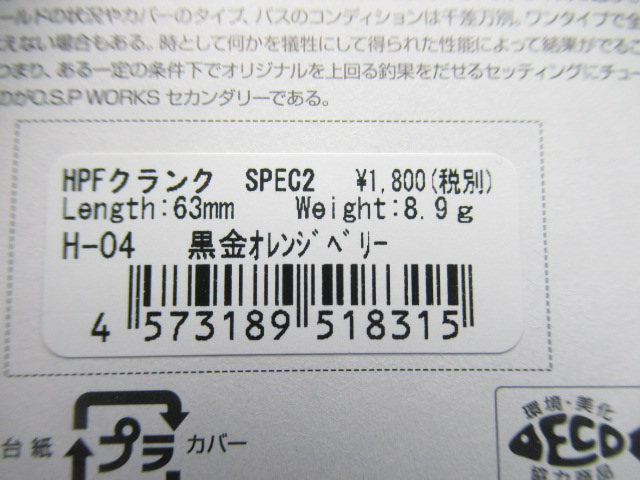 ールドの状況やカバーのタイプ、バスのコンディションは千差万別。ワンタイプで全
えない場合もある。時として何かを犠牲にして得られた性能によって結果がでるこ
つまり、ある一定の条件下でオリジナルを上回る釣果をだせるセッティングにチュー
のがO.S.P WORKS セカンダリーである。
HPFクランク SPEC2 ¥1,800(税別)
Length:63mm Weight:8.9g
H-04 黒金オレンジベリー
4 573189 518315
台紙 プラ カバー
環境・美化
ECO
協力商品